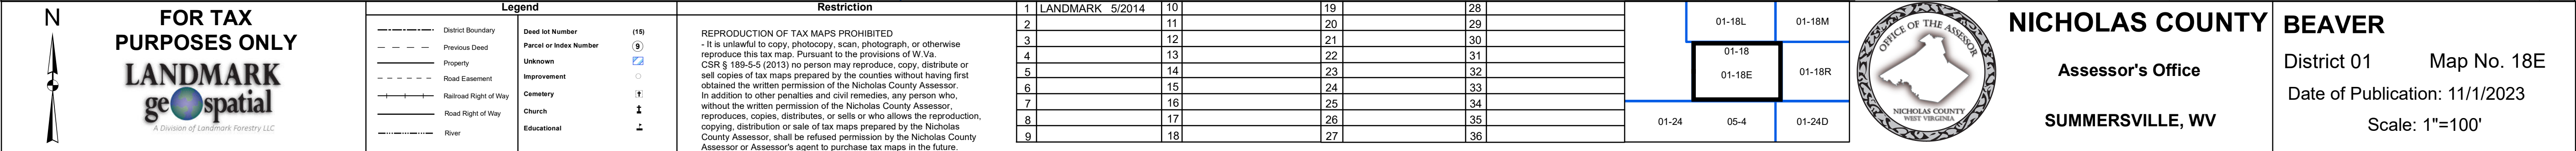 N
FOR TAX
PURPOSES ONLY
LANDMARK
geospatial
A Division of Landmark Forestry LLC
Legend
District Boundary
Previous Deed
Property
Road Easement
Railroad Right of Way
Road Right of Way
River
Deed lot Number (15)
Parcel or Index Number 9
Unknown
Improvement
Cemetery
Church
Educational
Restriction
REPRODUCTION OF TAX MAPS PROHIBITED
- It is unlawful to copy, photocopy, scan, photograph, or otherwise
reproduce this tax map. Pursuant to the provisions of W.Va.
CSR § 189-5-5 (2013) no person may reproduce, copy, distribute or
sell copies of tax maps prepared by the counties without having first
obtained the written permission of the Nicholas County Assessor.
In addition to other penalties and civil remedies, any person who,
without the written permission of the Nicholas County Assessor,
reproduces, copies, distributes, or sells or who allows the reproduction,
copying, distribution or sale of tax maps prepared by the Nicholas
County Assessor, shall be refused permission by the Nicholas County
Assessor or Assessor's agent to purchase tax maps in the future.
1 LANDMARK 5/2014 10 19 28
2 11 20 29
3 12 21 30
4 13 22 31
5 14 23 32
6 15 24 33
7 16 25 34
8 17 26 35
9 18 27 36
01-18L 01-18M
01-18
01-18E 01-18R
01-24 05-4 01-24D
OFFICE OF THE ASSESSOR
NICHOLAS COUNTY
WEST VIRGINIA
NICHOLAS COUNTY
Assessor's Office
SUMMERSVILLE, WV
BEAVER
District 01 Map No. 18E
Date of Publication: 11/1/2023
Scale: 1"=100'